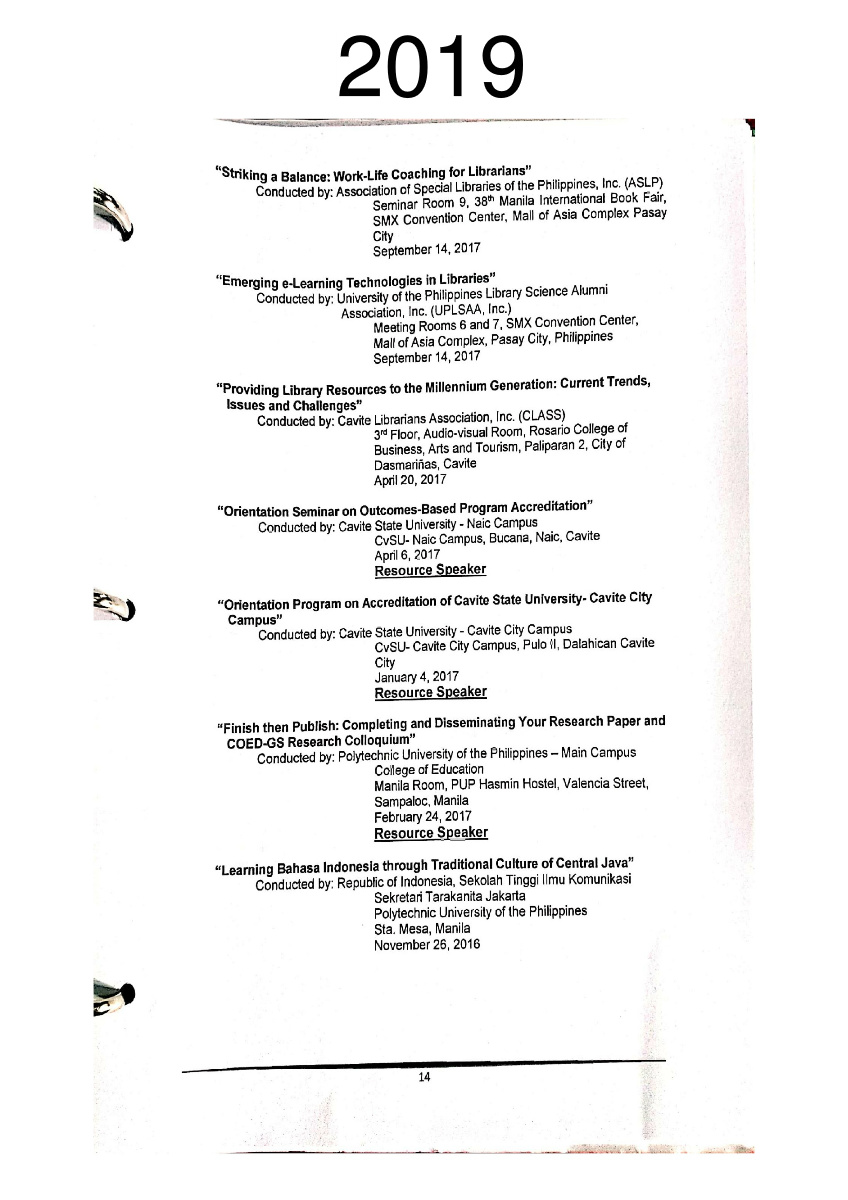 2019
“Striking a Balance: Work-Life Coaching for Librarians”
Conducted by: Association of Special Libraries of the Philippines, Inc. (ASLP)
Seminar Room 9, 38th Manila International Book Fair,
SMX Convention Center, Mall of Asia Complex Pasay
City
September 14, 2017
“Emerging e-Learning Technologies in Libraries”
Conducted by: University of the Philippines Library Science Alumni
Association, Inc. (UPLSAA, Inc.)
Meeting Rooms 6 and 7, SMX Convention Center,
Mall of Asia Complex, Pasay City, Philippines
September 14, 2017
“Providing Library Resources to the Millennium Generation: Current Trends,
Issues and Challenges”
Conducted by: Cavite Librarians Association, Inc. (CLASS)
3rd Floor, Audio-visual Room, Rosario College of
Business, Arts and Tourism, Paliparan 2, City of
Dasmariñas, Cavite
April 20, 2017
“Orientation Seminar on Outcomes-Based Program Accreditation”
Conducted by: Cavite State University - Naic Campus
CvSU- Naic Campus, Bucana, Naic, Cavite
April 6, 2017
Resource Speaker
“Orientation Program on Accreditation of Cavite State University- Cavite City
Campus”
Conducted by: Cavite State University - Cavite City Campus
CvSU- Cavite City Campus, Pulo II, Dalahican Cavite
City
January 4, 2017
Resource Speaker
“Finish then Publish: Completing and Disseminating Your Research Paper and
COED-GS Research Colloquium”
Conducted by: Polytechnic University of the Philippines – Main Campus
College of Education
Manila Room, PUP Hasmin Hostel, Valencia Street,
Sampaloc, Manila
February 24, 2017
Resource Speaker
“Learning Bahasa Indonesia through Traditional Culture of Central Java”
Conducted by: Republic of Indonesia, Sekolah Tinggi Ilmu Komunikasi
Sekretari Tarakanita Jakarta
Polytechnic University of the Philippines
Sta. Mesa, Manila
November 26, 2016
14